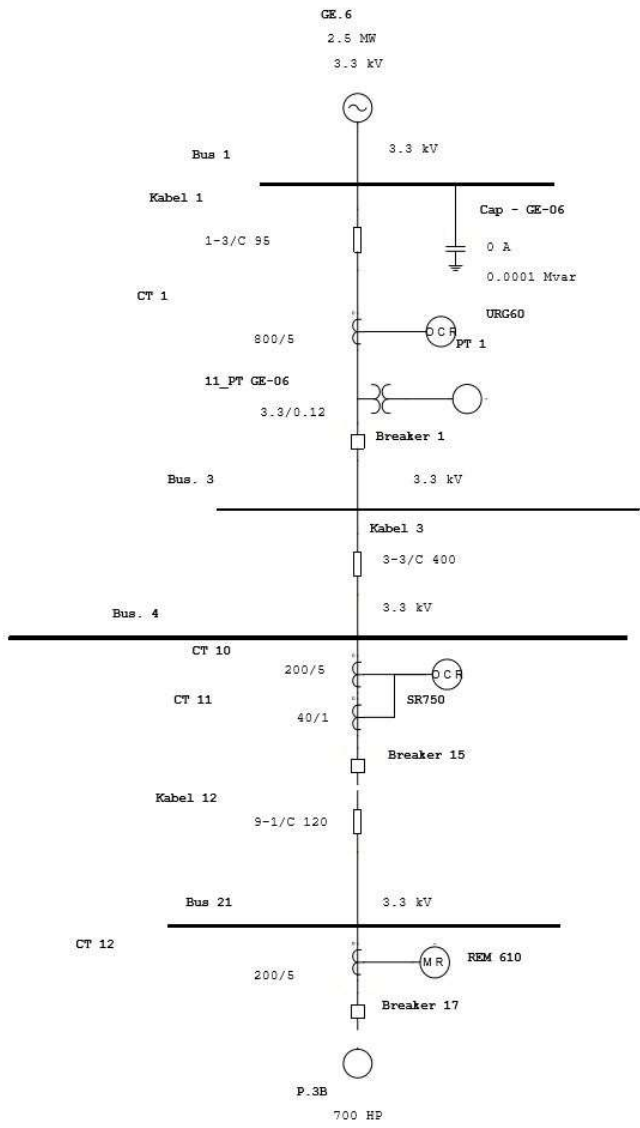 GE.6
2.5 MW
3.3 kV
Bus 1
3.3 kV
Kabel 1
Cap - GE-06
1-3/C 95
0 A
0.0001 Mvar
CT 1
URG60
800/5
OCR
PT 1
11_PT GE-06
3.3/0.12
Breaker 1
Bus. 3
3.3 kV
Kabel 3
3-3/C 400
3.3 kV
Bus. 4
CT 10
200/5
OCR
CT 11
SR750
40/1
Breaker 15
Kabel 12
9-1/C 120
Bus 21
3.3 kV
CT 12
REM 610
MR
200/5
Breaker 17
P.3B
700 HP